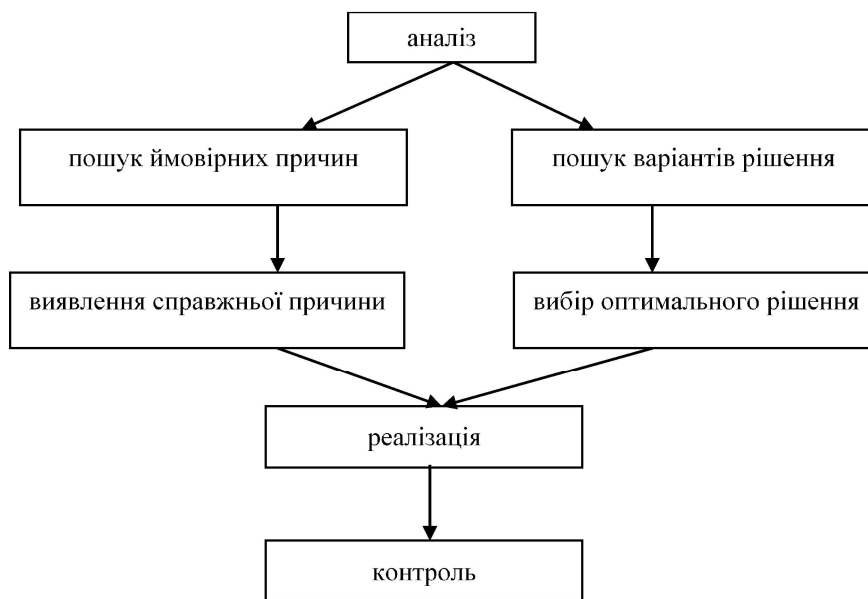 аналіз
пошук ймовірних причин
пошук варіантів рішення
виявлення справжньої причини
вибір оптимального рішення
реалізація
контроль